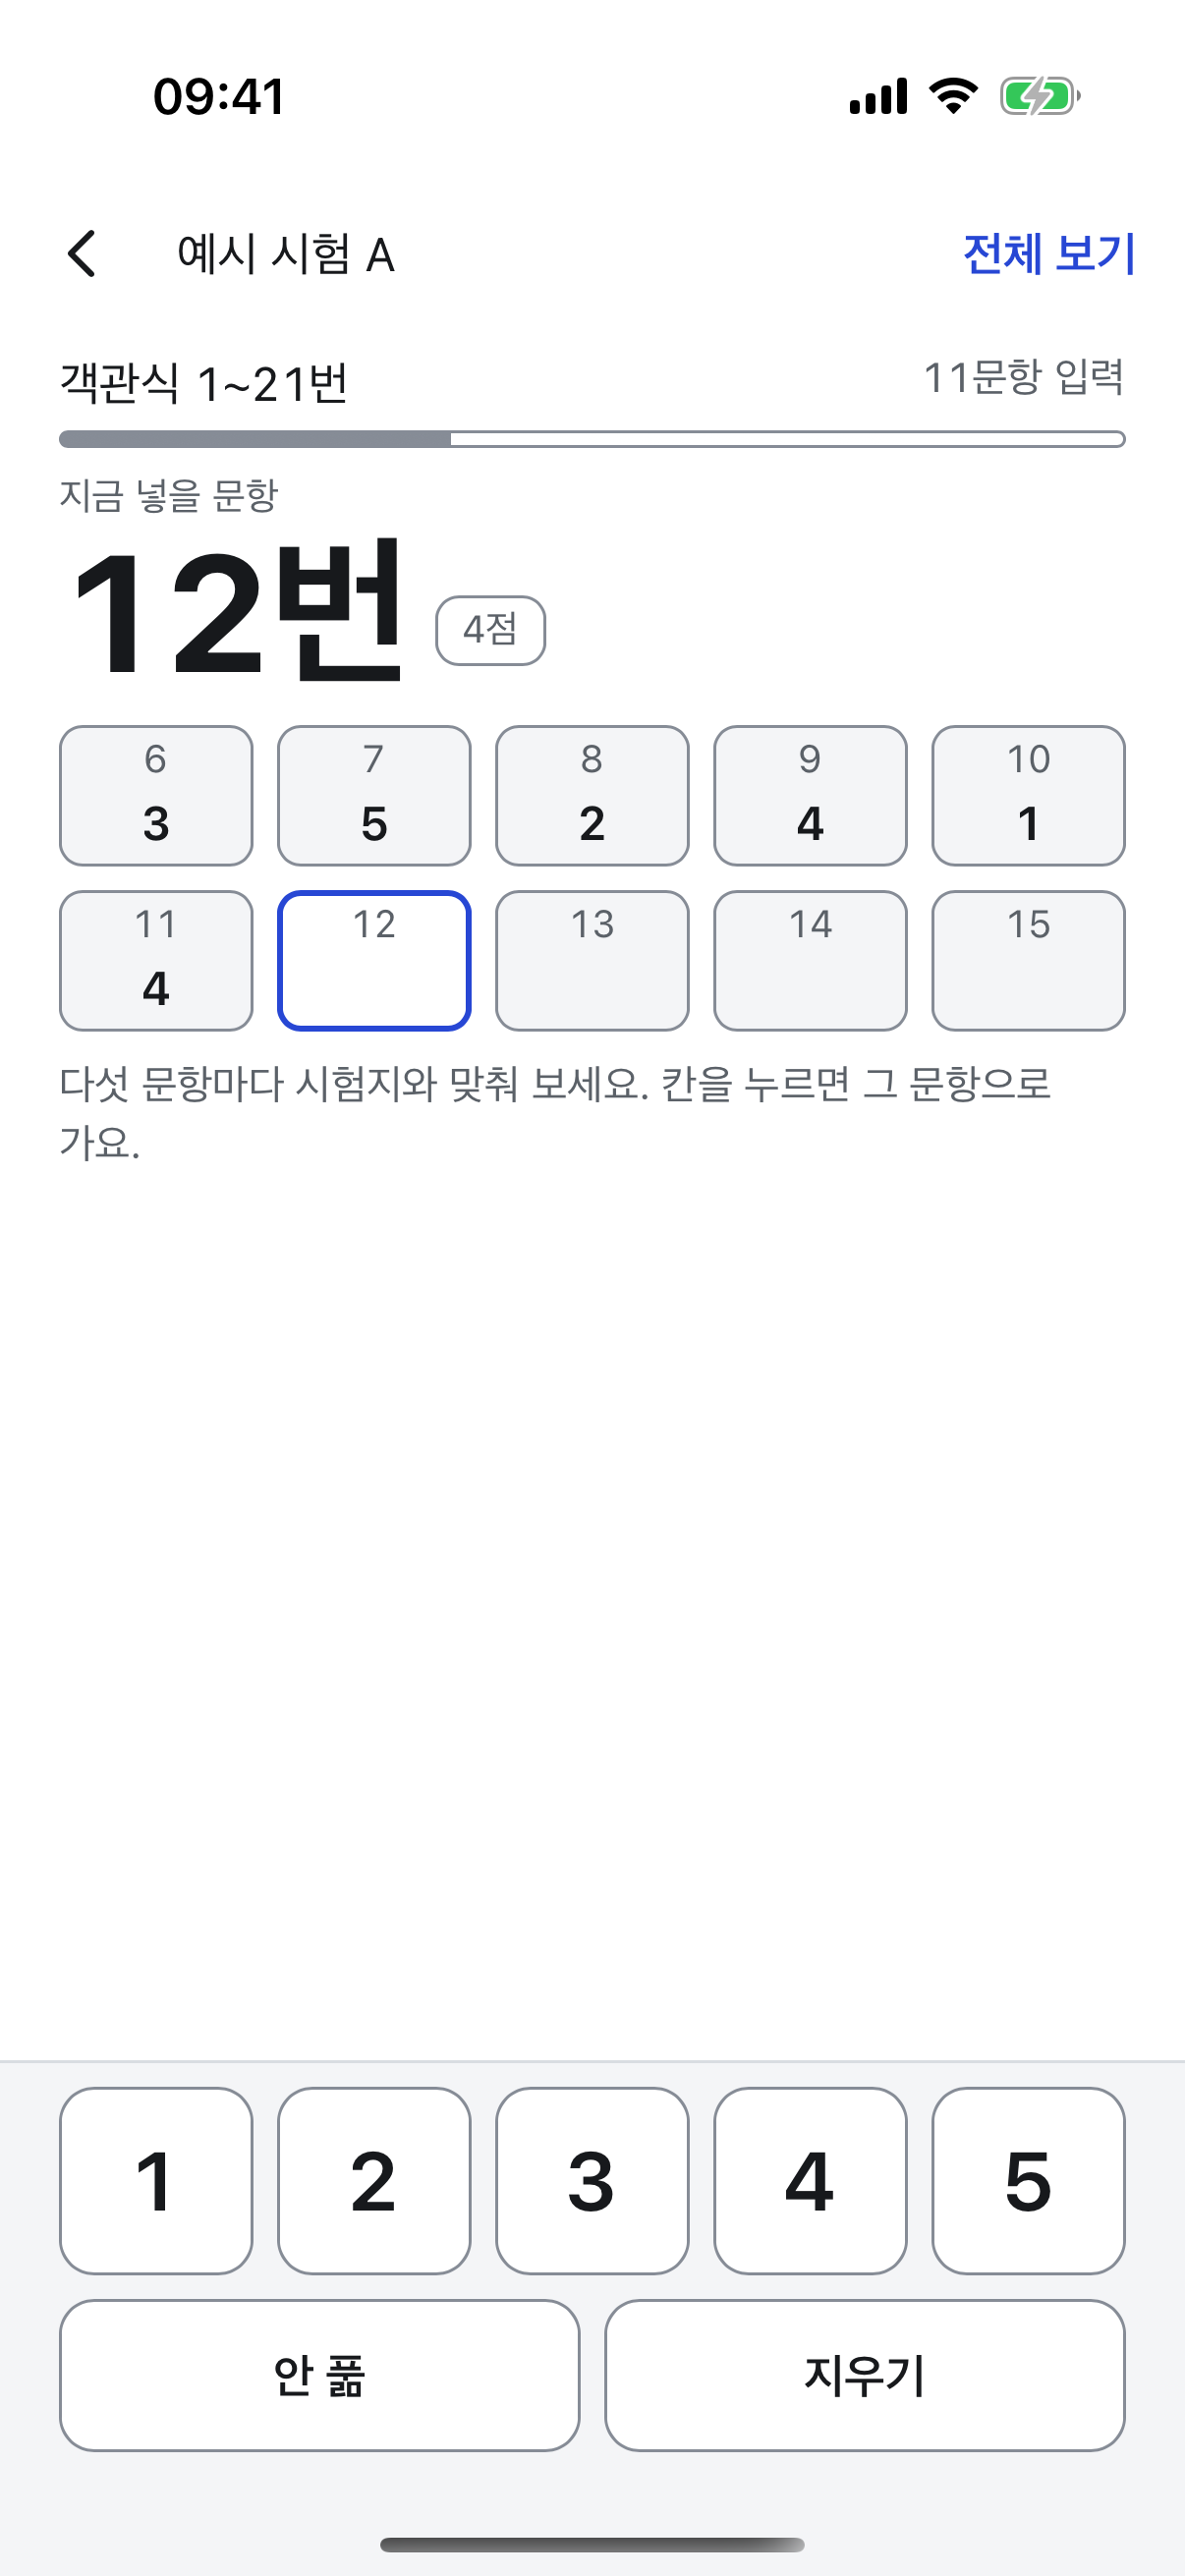 09:41
예시 시험 A
전체 보기
객관식 1~21번
11문항 입력
지금 넣을 문항
12번
4점
6 7 8 9 10
3 5 2 4 1
11 12 13 14 15
4
다섯 문항마다 시험지와 맞춰 보세요. 칸을 누르면 그 문항으로
가요.
1 2 3 4 5
안 풂
지우기